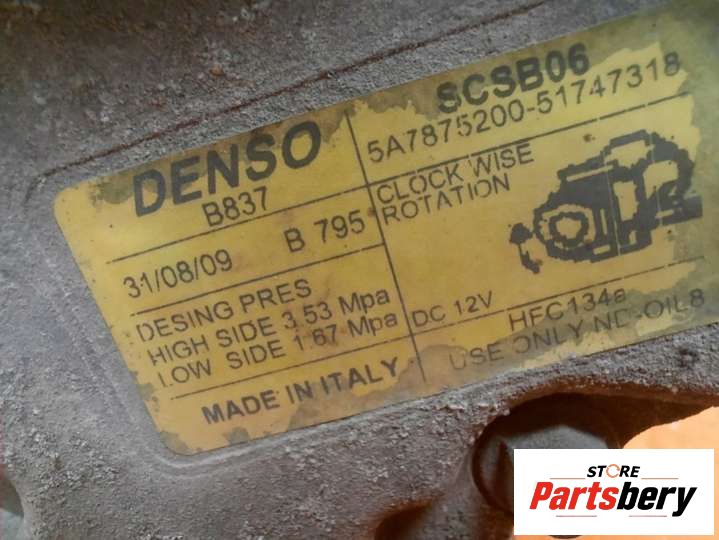 DENSO
B837
SCSB06
5A7875200-51747318
31/08/09 B 795
CLOCK WISE
ROTATION
DESING PRES
HIGH SIDE 3.53 Mpa
LOW SIDE 1.67 Mpa
DC 12V
HFC134a
USE ONLY ND-OIL8
MADE IN ITALY
STORE
Partsbery